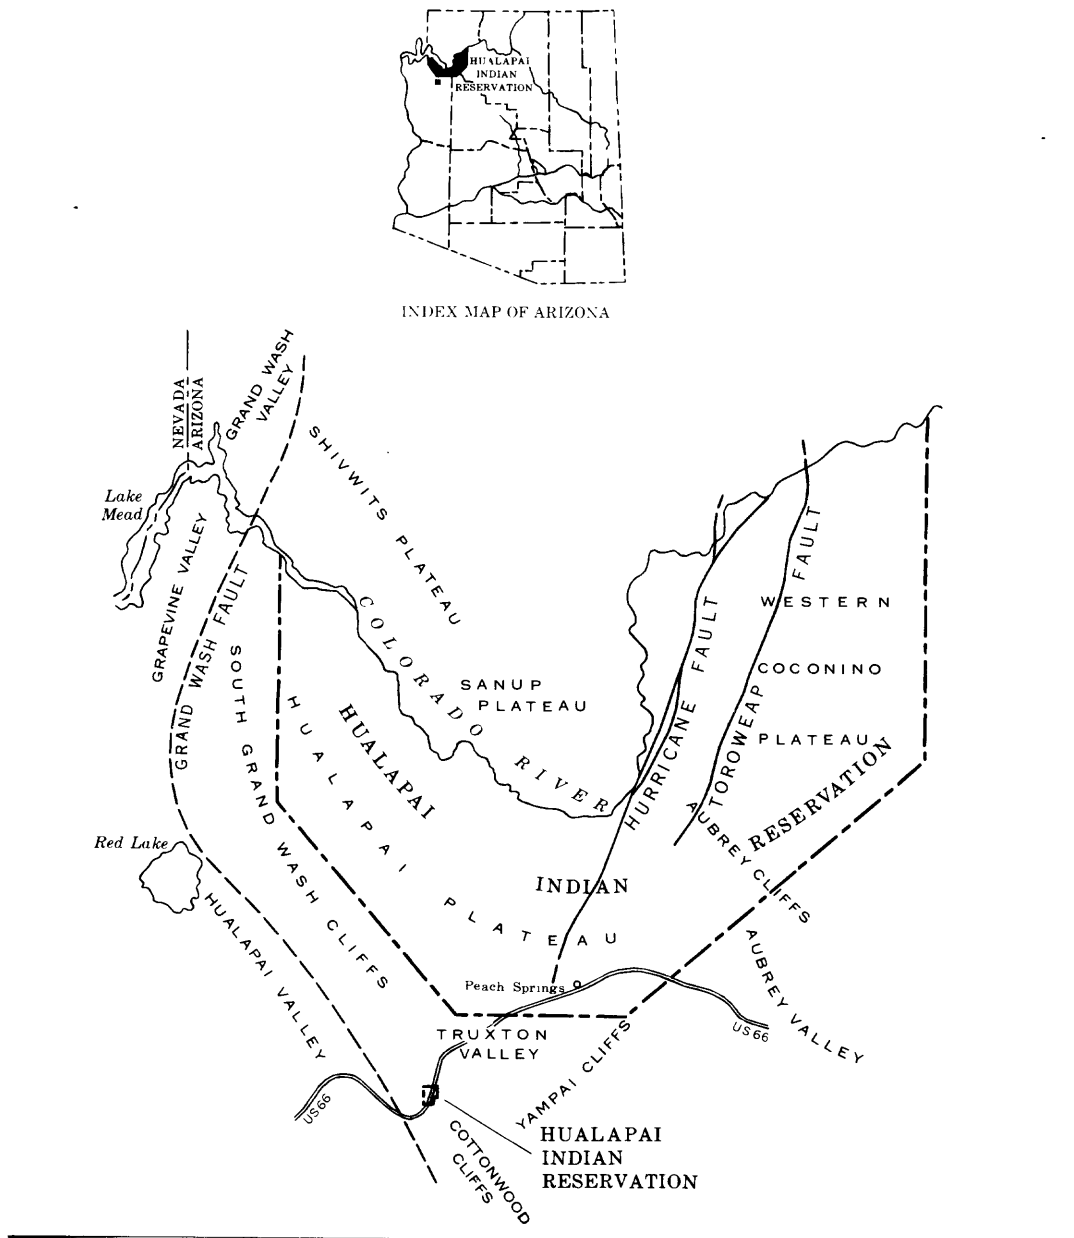 HUALAPAI
INDIAN
RESERVATION
INDEX MAP OF ARIZONA
NEVADA
ARIZONA
GRAND WASH
VALLEY
SHIVWITS PLATEAU
Lake
Mead
GRAPEVINE VALLEY
GRAND WASH FAULT
SOUTH GRAND WASH CLIFFS
COLORADO RIVER
SANUP
PLATEAU
HUALAPAI
HUALAPAI PLATEAU
HURRICANE FAULT
TOROWEAP FAULT
WESTERN
COCONINO
PLATEAU
RESERVATION
AUBREY CLIFFS
INDIAN
Red Lake
HUALAPAI VALLEY
AUBREY VALLEY
Peach Springs
US 66
TRUXTON
VALLEY
YAMPAI CLIFFS
US 66
COTTONWOOD
CLIFFS
HUALAPAI
INDIAN
RESERVATION